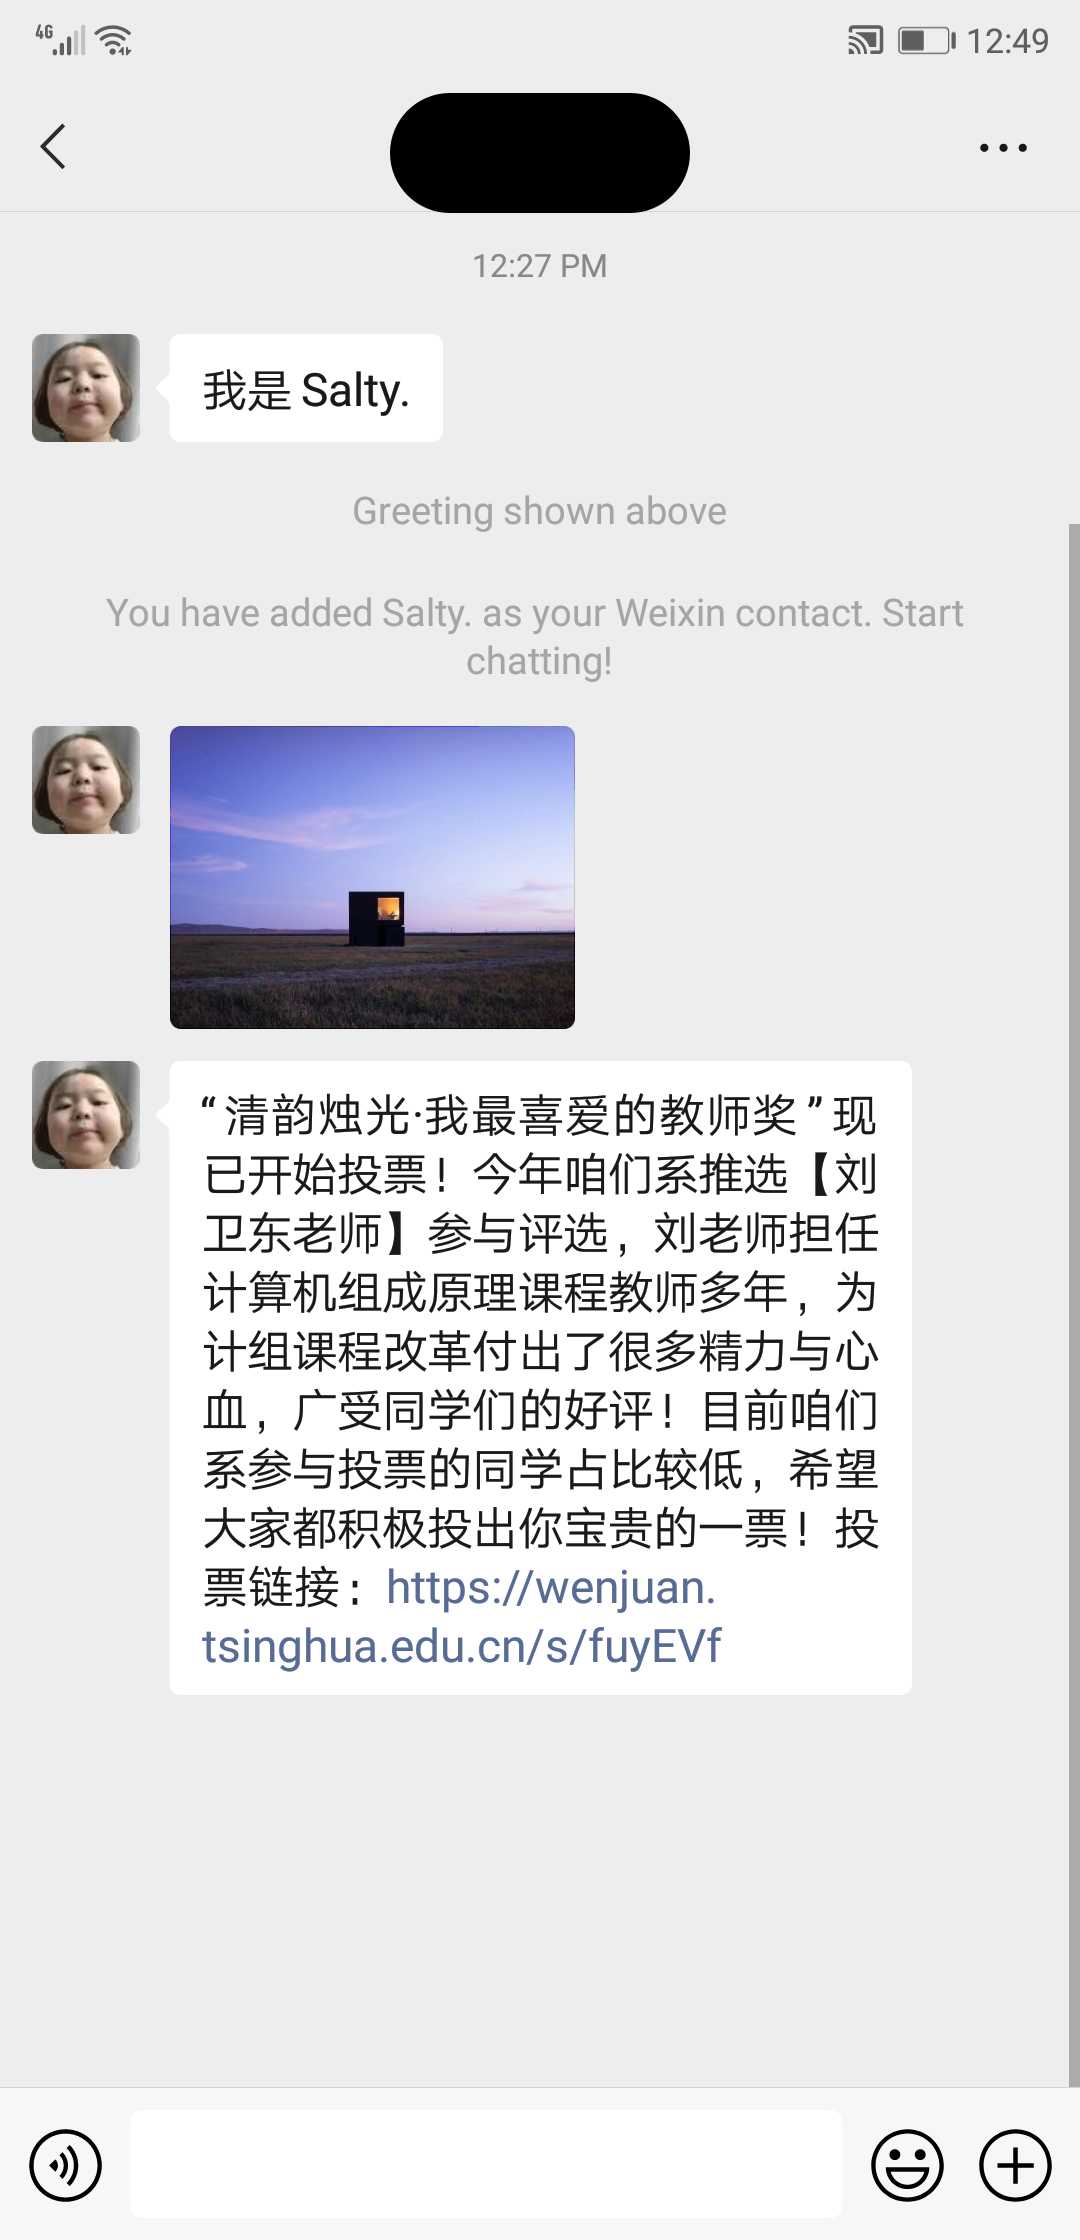 4G
12:49
12:27 PM
我是 Salty.
Greeting shown above
You have added Salty. as your Weixin contact. Start
chatting!
“清韵烛光·我最喜爱的教师奖”现
已开始投票！今年咱们系推选【刘
卫东老师】参与评选，刘老师担任
计算机组成原理课程教师多年，为
计组课程改革付出了很多精力与心
血，广受同学们的好评！目前咱们
系参与投票的同学占比较低，希望
大家都积极投出你宝贵的一票！投
票链接：https://wenjuan.
tsinghua.edu.cn/s/fuyEVf